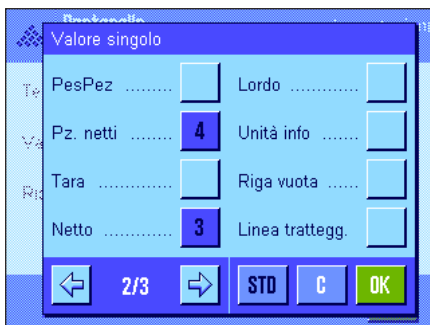 Valore singolo
PesPez ......... Lordo ............
Pz. netti ....... 4 Unità info .......
Tara ............. Riga vuota ......
Netto ............ 3 Linea trattegg.
2/3 STD C OK